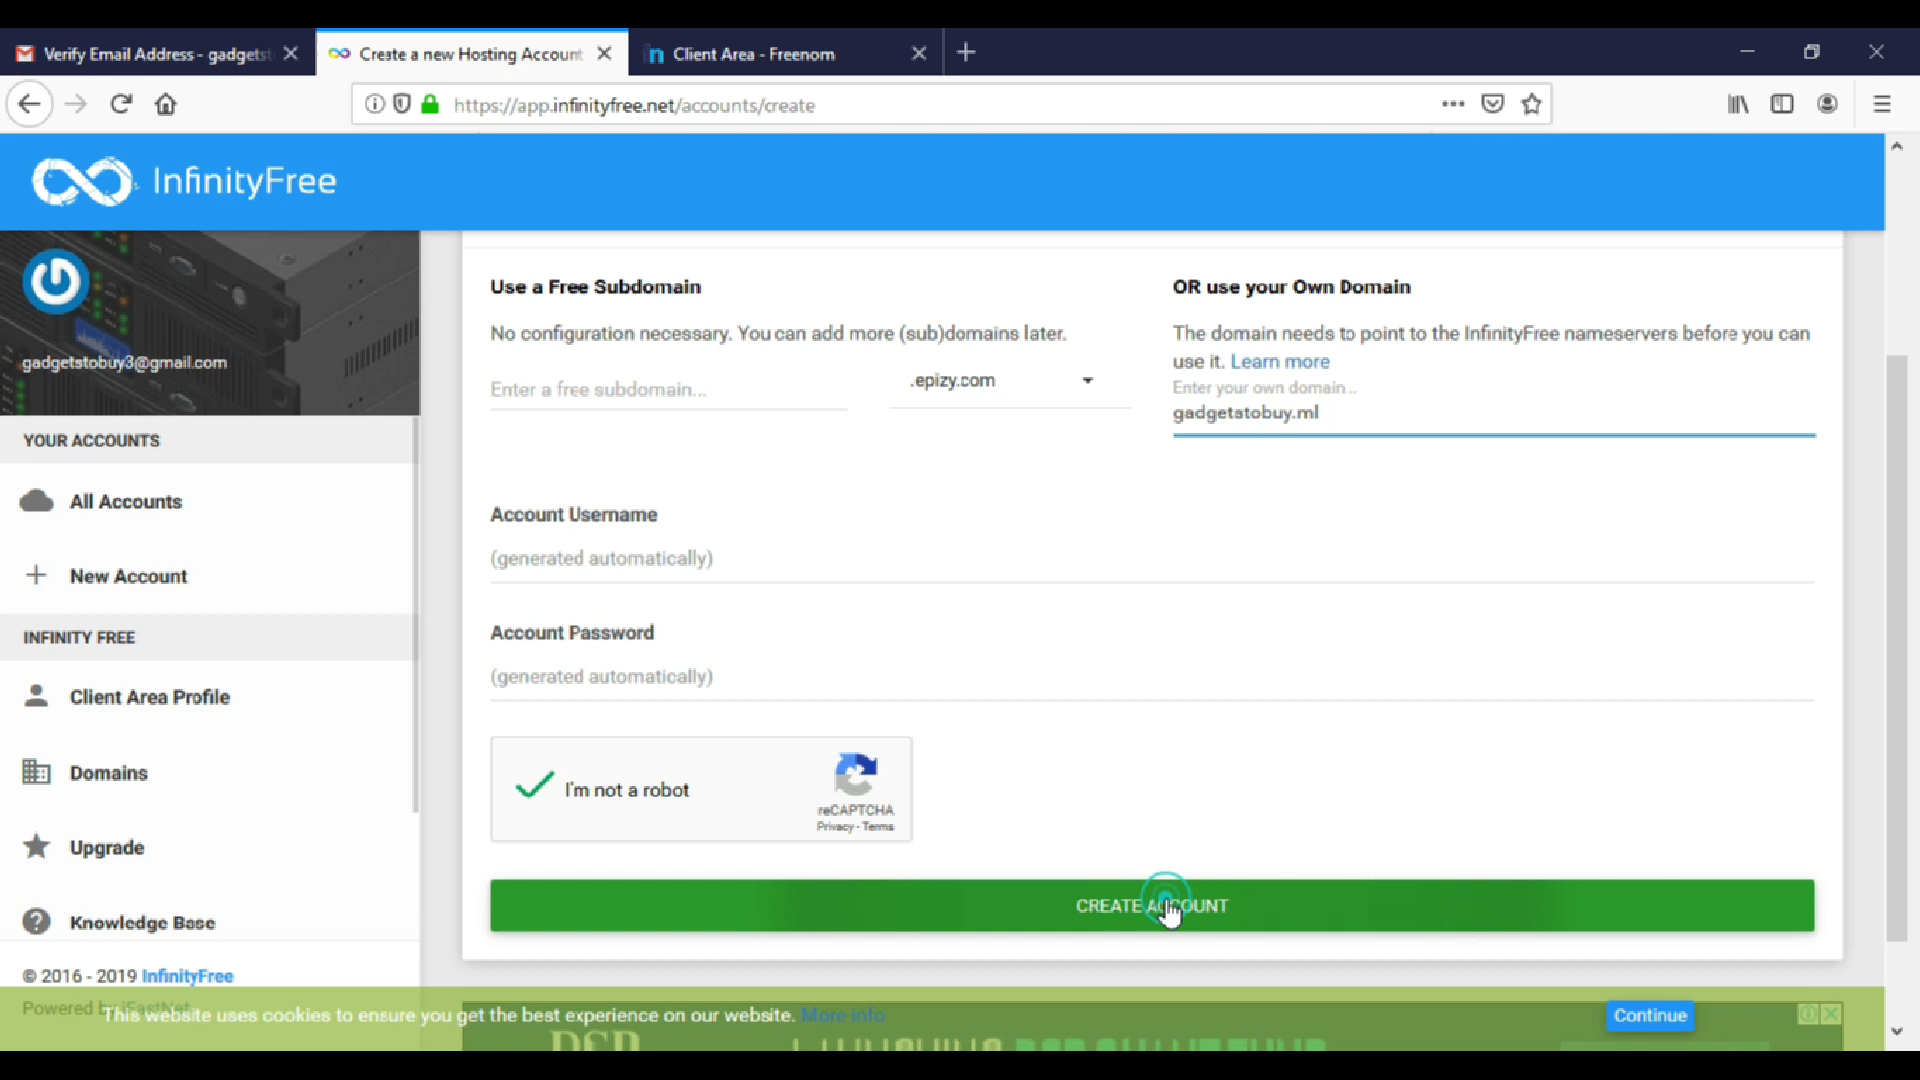 Verify Email Address - gadgetst
Create a new Hosting Account
Client Area - Freenom
https://app.infinityfree.net/accounts/create
InfinityFree
gadgetstobuy3@gmail.com
YOUR ACCOUNTS
All Accounts
New Account
INFINITY FREE
Client Area Profile
Domains
Upgrade
Knowledge Base
© 2016 - 2019 InfinityFree
Powered by iFastNet
Use a Free Subdomain
No configuration necessary. You can add more (sub)domains later.
Enter a free subdomain...
.epizy.com
OR use your Own Domain
The domain needs to point to the InfinityFree nameservers before you can
use it. Learn more
Enter your own domain...
gadgetstobuy.ml
Account Username
(generated automatically)
Account Password
(generated automatically)
I'm not a robot
reCAPTCHA
Privacy - Terms
CREATE ACCOUNT
This website uses cookies to ensure you get the best experience on our website. More info
Continue